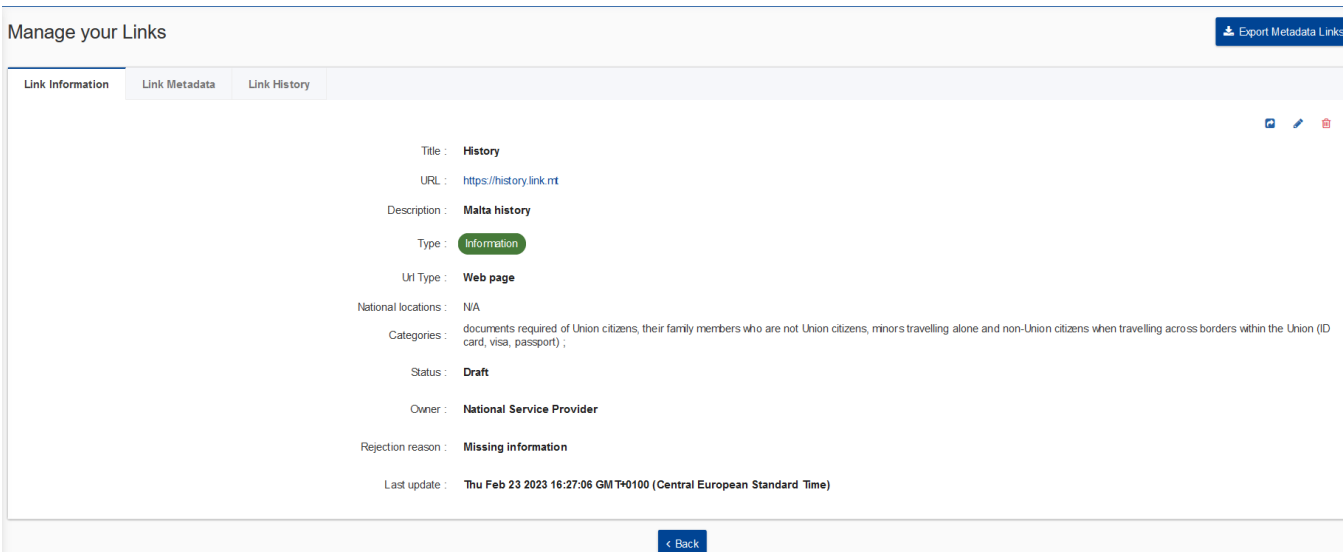 Manage your Links
Export Metadata Links
Link Information Link Metadata Link History
Title : History
URL : https://history.link.mt
Description : Malta history
Type : Information
Url Type : Web page
National locations : N/A
Categories : documents required of Union citizens, their family members who are not Union citizens, minors travelling alone and non-Union citizens when travelling across borders within the Union (ID
card, visa, passport) ;
Status : Draft
Owner : National Service Provider
Rejection reason : Missing information
Last update : Thu Feb 23 2023 16:27:06 GMT+0100 (Central European Standard Time)
< Back